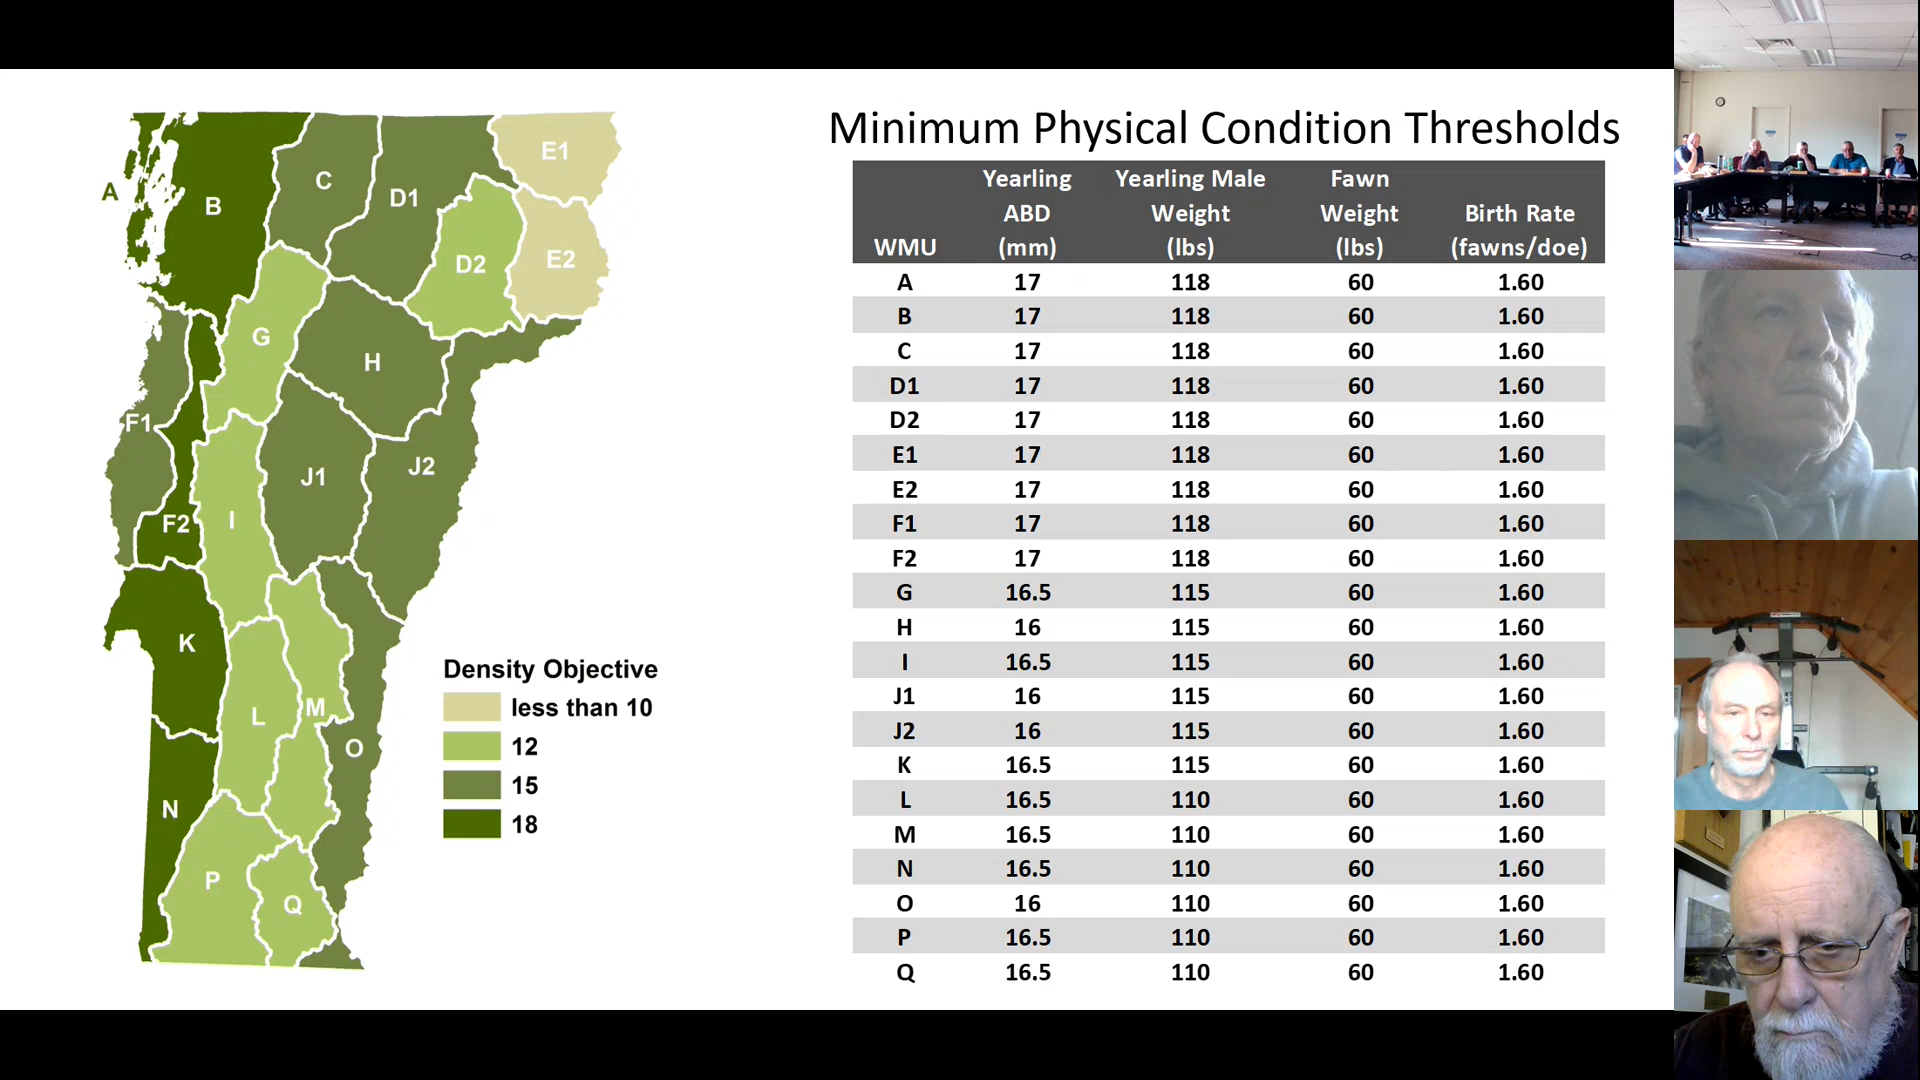 Minimum Physical Condition Thresholds
WMU Yearling ABD (mm) Yearling Male Weight (lbs) Fawn Weight (lbs) Birth Rate (fawns/doe)
A 17 118 60 1.60
B 17 118 60 1.60
C 17 118 60 1.60
D1 17 118 60 1.60
D2 17 118 60 1.60
E1 17 118 60 1.60
E2 17 118 60 1.60
F1 17 118 60 1.60
F2 17 118 60 1.60
G 16.5 115 60 1.60
H 16 115 60 1.60
I 16.5 115 60 1.60
J1 16 115 60 1.60
J2 16 115 60 1.60
K 16.5 115 60 1.60
L 16.5 110 60 1.60
M 16.5 110 60 1.60
N 16.5 110 60 1.60
O 16 110 60 1.60
P 16.5 110 60 1.60
Q 16.5 110 60 1.60
A
B
C
D1
E1
D2
E2
G
H
F1
J1
J2
I
F2
K
L
M
O
N
P
Q
Density Objective
less than 10
12
15
18